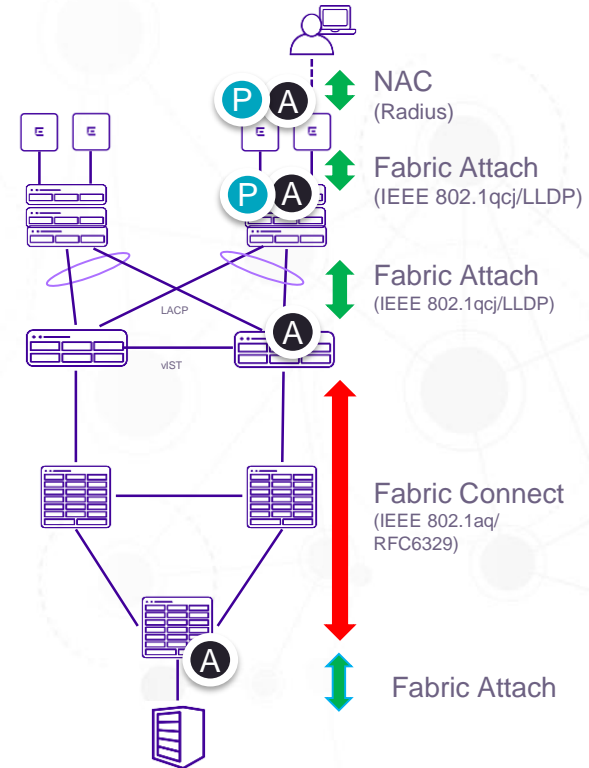 P A
NAC
(Radius)
E E E E
P A
Fabric Attach
(IEEE 802.1qcj/LLDP)
Fabric Attach
(IEEE 802.1qcj/LLDP)
LACP
A
vIST
Fabric Connect
(IEEE 802.1aq/
RFC6329)
A
Fabric Attach